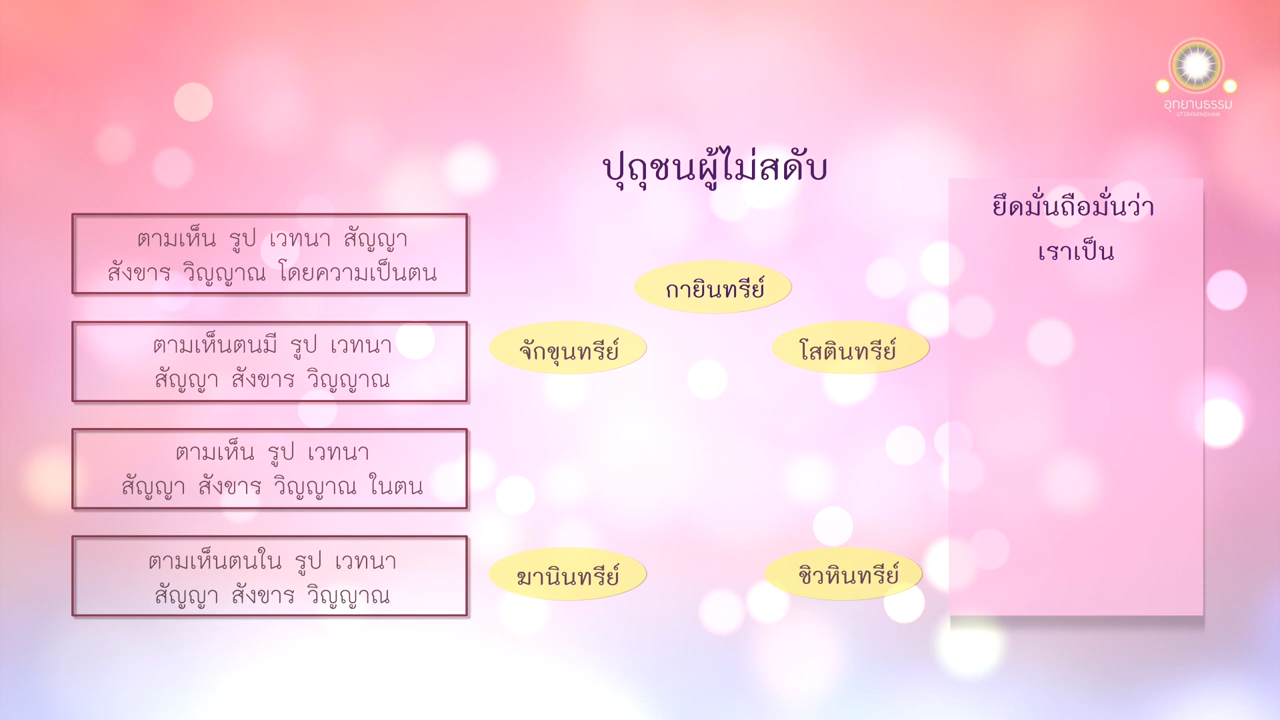 อุทยานธรรม
ปุถุชนผู้ไม่สดับ
ตามเห็น รูป เวทนา สัญญา
สังขาร วิญญาณ โดยความเป็นตน
ตามเห็นตนมี รูป เวทนา
สัญญา สังขาร วิญญาณ
ตามเห็น รูป เวทนา
สัญญา สังขาร วิญญาณ ในตน
ตามเห็นตนใน รูป เวทนา
สัญญา สังขาร วิญญาณ
กายินทรีย์
จักขุนทรีย์
โสตินทรีย์
ฆานินทรีย์
ชิวหินทรีย์
ยึดมั่นถือมั่นว่า
เราเป็น